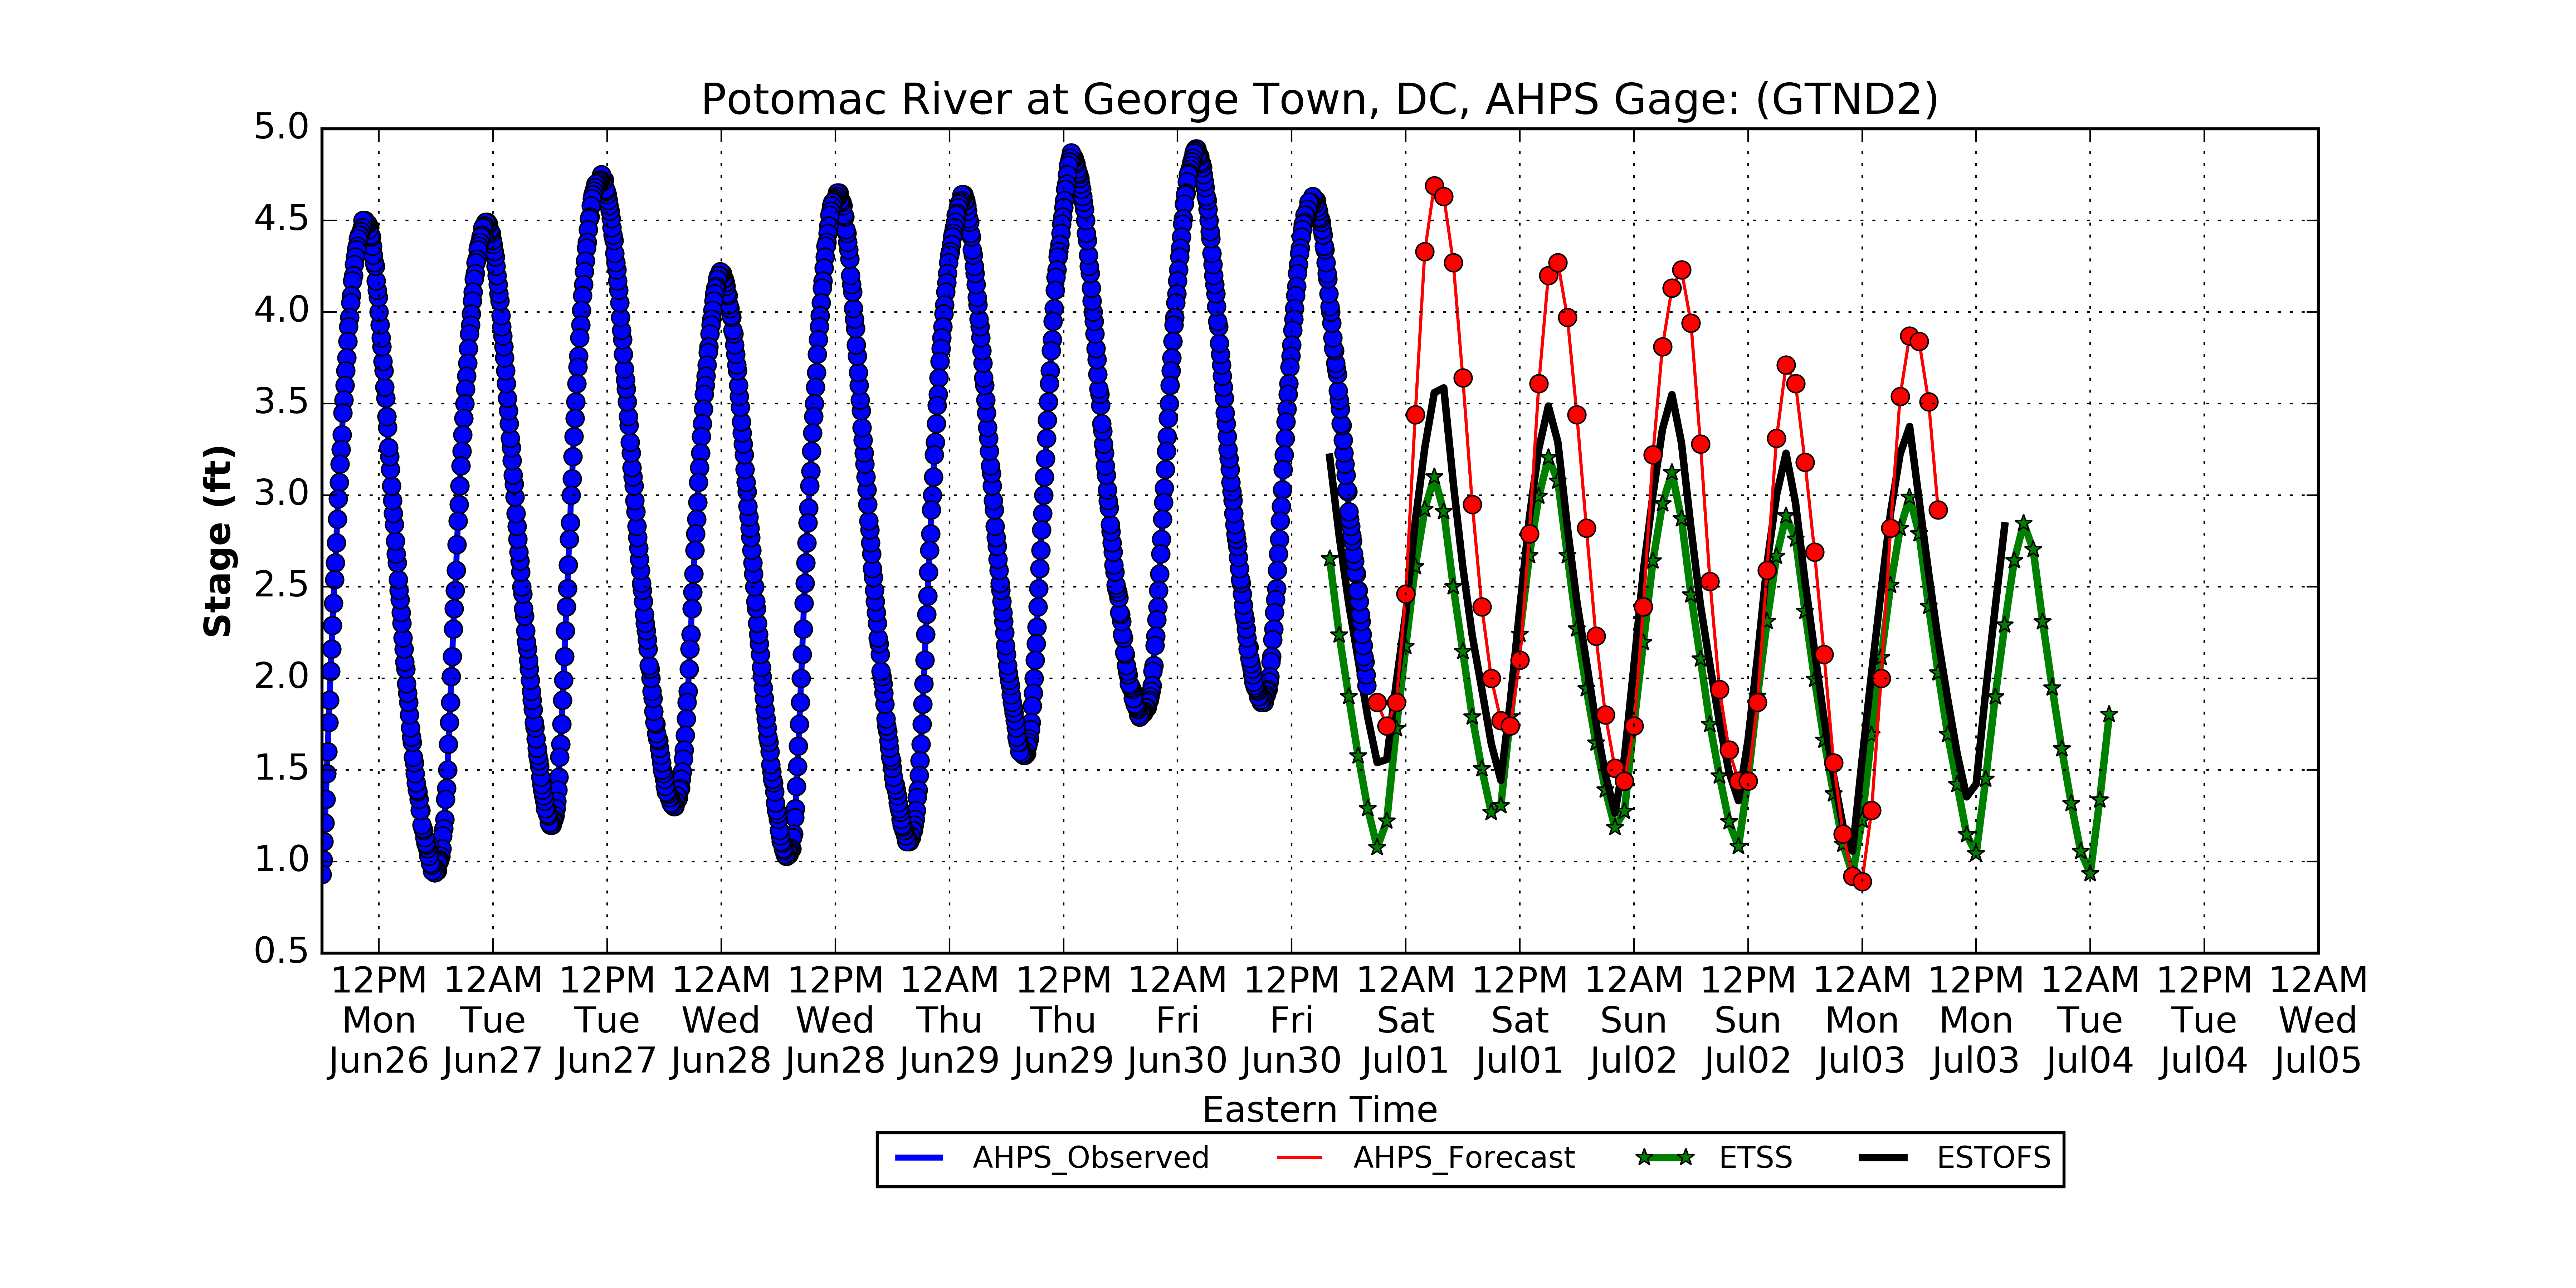 Potomac River at George Town, DC, AHPS Gage: (GTND2)
Stage (ft)
5.0
4.5
4.0
3.5
3.0
2.5
2.0
1.5
1.0
0.5
12PM 12AM 12PM 12AM 12PM 12AM 12PM 12AM 12PM 12AM 12PM 12AM 12PM 12AM 12PM 12AM 12PM 12AM
Mon Tue Tue Wed Wed Thu Thu Fri Fri Sat Sat Sun Sun Mon Mon Tue Tue Wed
Jun26 Jun27 Jun27 Jun28 Jun28 Jun29 Jun29 Jun30 Jun30 Jul01 Jul01 Jul02 Jul02 Jul03 Jul03 Jul04 Jul04 Jul05
Eastern Time
AHPS_Observed AHPS_Forecast ETSS ESTOFS